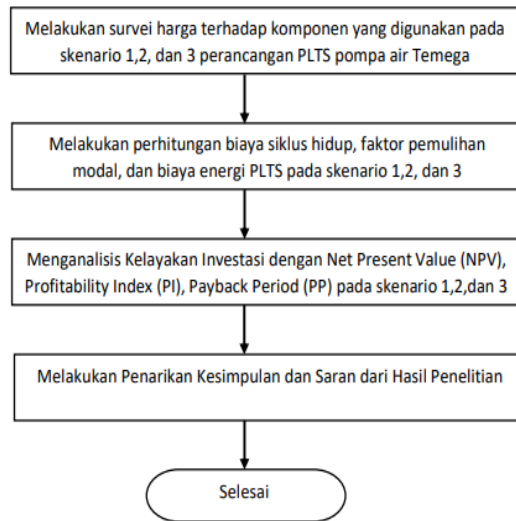 Melakukan survei harga terhadap komponen yang digunakan pada
skenario 1,2, dan 3 perancangan PLTS pompa air Temega
Melakukan perhitungan biaya siklus hidup, faktor pemulihan
modal, dan biaya energi PLTS pada skenario 1,2, dan 3
Menganalisis Kelayakan Investasi dengan Net Present Value (NPV),
Profitability Index (PI), Payback Period (PP) pada skenario 1,2,dan 3
Melakukan Penarikan Kesimpulan dan Saran dari Hasil Penelitian
Selesai